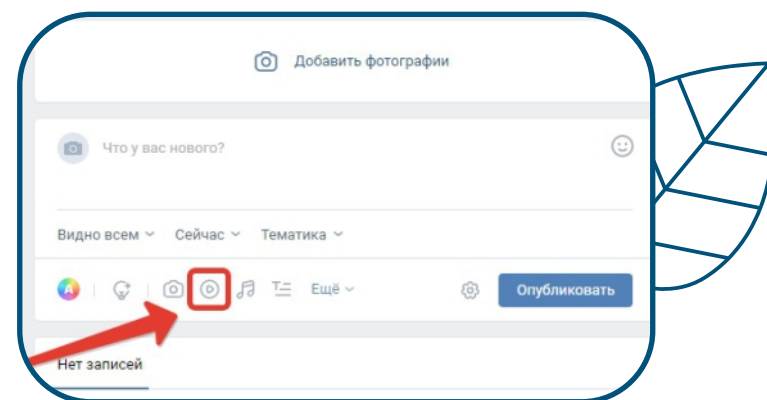 Добавить фотографии
Что у вас нового?
Видно всем Сейчас Тематика
A T Ещё Опубликовать
Нет записей